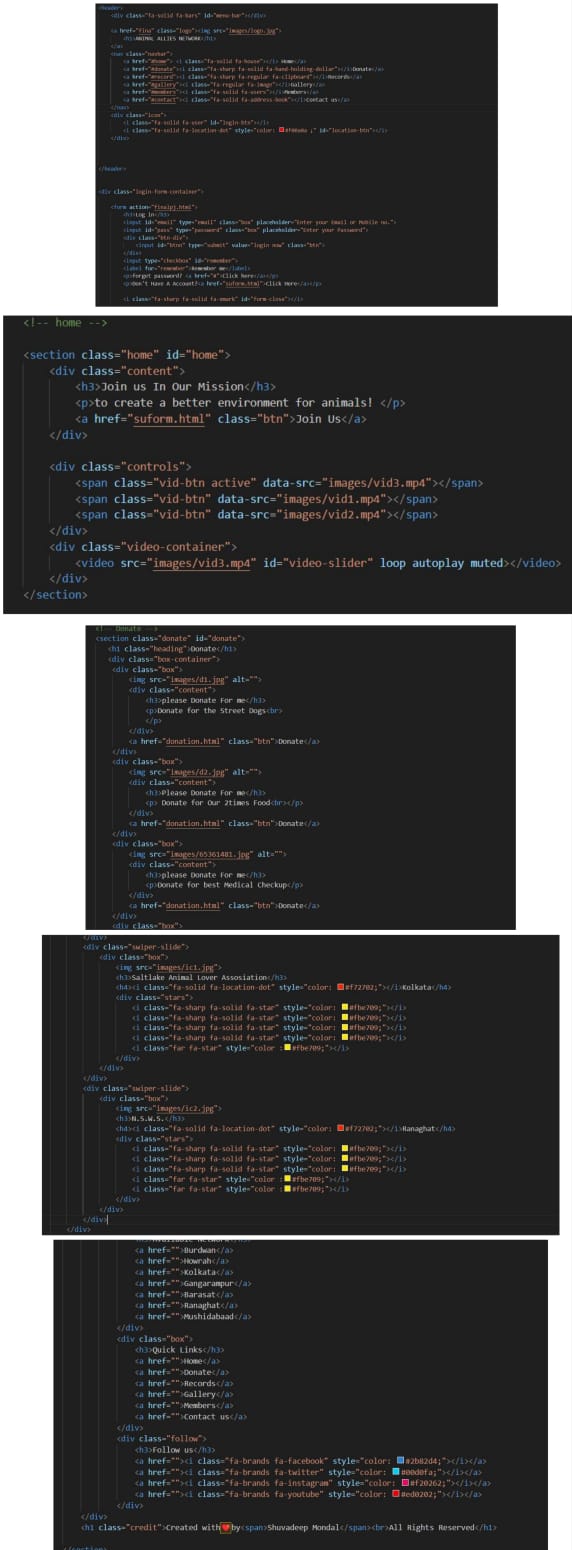 <header>
<div class="fa-solid fa-bars" id="menu-bar"></div>
<a href="fina" class="logo"><img src="images/logo.jpg">
<h1>ANIMAL ALLIES NETWORK</h1>
</a>
<nav class="navbar">
<a href="#home"> <i class="fa-solid fa-house"></i> Home</a>
<a href="#donate"><i class="fa-sharp fa-solid fa-hand-holding-dollar"></i>Donate</a>
<a href="#record"><i class="fa-sharp fa-regular fa-clipboard"></i>Records</a>
<a href="#gallery"><i class="fa-regular fa-image"></i>Gallery</a>
<a href="#members"><i class="fa-solid fa-users"></i>Members</a>
<a href="#contact"><i class="fa-solid fa-address-book"></i>Contact us</a>
</nav>
<div class="icon">
<i class="fa-solid fa-user" id="login-btn"></i>
<i class="fa-solid fa-location-dot" style="color: #f00a0a ;" id="location-btn"></i>
</div>
</header>
<div class="login-form-container">
<form action="finalpj.html">
<h3>Log in</h3>
<input id="email" type="email" class="box" placeholder="Enter your Email or Mobile no.">
<input id="pass" type="password" class="box" placeholder="Enter your Password">
<div class="btn-div">
<input id="btnn" type="submit" value="login now" class="btn">
</div>
<input type="checkbox" id="remember">
<label for="remember">Remember me</label>
<p>forget password? <a href="#">Click here</a></p>
<p>Don't Have A Account?<a href="suform.html">Click Here</a></p>
<i class="fa-sharp fa-solid fa-xmark" id="form-close"></i>
<!-- home -->
<section class="home" id="home">
<div class="content">
<h3>Join us In Our Mission</h3>
<p>to create a better environment for animals! </p>
<a href="suform.html" class="btn">Join Us</a>
</div>
<div class="controls">
<span class="vid-btn active" data-src="images/vid3.mp4"></span>
<span class="vid-btn" data-src="images/vid1.mp4"></span>
<span class="vid-btn" data-src="images/vid2.mp4"></span>
</div>
<div class="video-container">
<video src="images/vid3.mp4" id="video-slider" loop autoplay muted></video>
</div>
</section>
<!-- Donate -->
<section class="donate" id="donate">
<h1 class="heading">Donate</h1>
<div class="box-container">
<div class="box">
<img src="images/d1.jpg" alt="">
<div class="content">
<h3>please Donate For me</h3>
<p>Donate for the Street Dogs<br>
</p>
</div>
<a href="donation.html" class="btn">Donate</a>
</div>
<div class="box">
<img src="images/d2.jpg" alt="">
<div class="content">
<h3>Please Donate For me</h3>
<p> Donate for Our 2times Food<br></p>
</div>
<a href="donation.html" class="btn">Donate</a>
</div>
<div class="box">
<img src="images/65361481.jpg" alt="">
<div class="content">
<h3>please Donate For me</h3>
<p>Donate for best Medical Checkup</p>
</div>
<a href="donation.html" class="btn">Donate</a>
</div>
<div class="box">
</div>
<div class="swiper-slide">
<div class="box">
<img src="images/ic1.jpg">
<h3>Saltlake Animal Lover Assosiation</h3>
<h4><i class="fa-solid fa-location-dot" style="color: #f72702;"></i>Kolkata</h4>
<div class="stars">
<i class="fa-sharp fa-solid fa-star" style="color: #fbe709;"></i>
<i class="fa-sharp fa-solid fa-star" style="color: #fbe709;"></i>
<i class="fa-sharp fa-solid fa-star" style="color: #fbe709;"></i>
<i class="fa-sharp fa-solid fa-star" style="color: #fbe709;"></i>
<i class="far fa-star" style="color :#fbe709;"></i>
</div>
</div>
</div>
<div class="swiper-slide">
<div class="box">
<img src="images/ic2.jpg">
<h3>N.S.W.S.</h3>
<h4><i class="fa-solid fa-location-dot" style="color: #f72702;"></i>Ranaghat</h4>
<div class="stars">
<i class="fa-sharp fa-solid fa-star" style="color: #fbe709;"></i>
<i class="fa-sharp fa-solid fa-star" style="color: #fbe709;"></i>
<i class="fa-sharp fa-solid fa-star" style="color: #fbe709;"></i>
<i class="far fa-star" style="color :#fbe709;"></i>
<i class="far fa-star" style="color :#fbe709;"></i>
</div>
</div>
</div>
</div>
<h3>Available Network</h3>
<a href="">Burdwan</a>
<a href="">Howrah</a>
<a href="">Kolkata</a>
<a href="">Gangarampur</a>
<a href="">Barasat</a>
<a href="">Ranaghat</a>
<a href="">Mushidabaad</a>
</div>
<div class="box">
<h3>Quick Links</h3>
<a href="">Home</a>
<a href="">Donate</a>
<a href="">Records</a>
<a href="">Gallery</a>
<a href="">Members</a>
<a href="">Contact us</a>
</div>
<div class="follow">
<h3>Follow us</h3>
<a href=""><i class="fa-brands fa-facebook" style="color: #2b82d4;"></i></a>
<a href=""><i class="fa-brands fa-twitter" style="color: #00d0fa;"></i></a>
<a href=""><i class="fa-brands fa-instagram" style="color: #f20262;"></i></a>
<a href=""><i class="fa-brands fa-youtube" style="color: #ed0202;"></i></a>
</div>
</div>
<h1 class="credit">Created with❤️by<span>Shuvadeep Mondal</span><br>All Rights Reserved</h1>
</section>